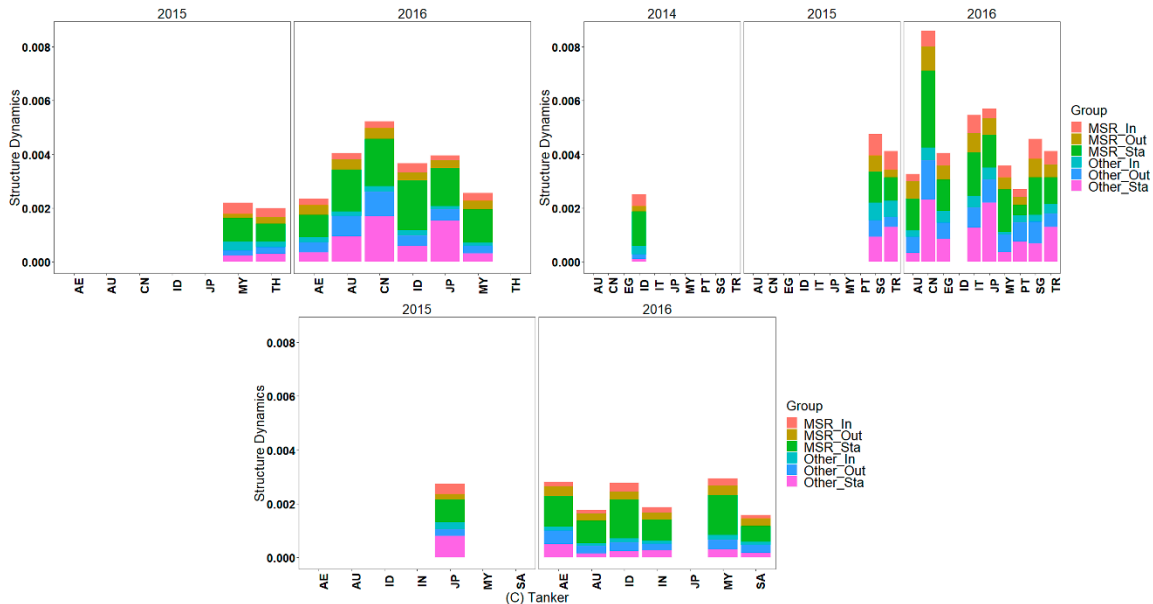 2015 2016
0.008
0.006
0.004
0.002
0.000
Structure Dynamics
AE AU CN ID JP MY TH AE AU CN ID JP MY TH
2014 2015 2016
0.008
0.006
0.004
0.002
0.000
Structure Dynamics
AU CN EG ID IT JP MY PT SG TR AU CN EG ID IT JP MY PT SG TR AU CN EG ID IT JP MY PT SG TR
Group
MSR_In
MSR_Out
MSR_Sta
Other_In
Other_Out
Other_Sta
2015 2016
0.008
0.006
0.004
0.002
0.000
Structure Dynamics
AE AU ID IN JP MY SA AE AU ID IN JP MY SA
(C) Tanker
Group
MSR_In
MSR_Out
MSR_Sta
Other_In
Other_Out
Other_Sta